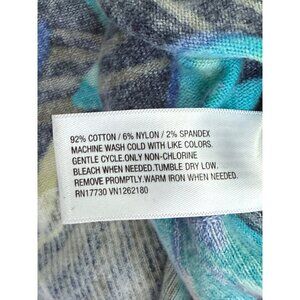 92% COTTON / 6% NYLON / 2% SPANDEX
MACHINE WASH COLD WITH LIKE COLORS.
GENTLE CYCLE.ONLY NON-CHLORINE
BLEACH WHEN NEEDED.TUMBLE DRY LOW.
REMOVE PROMPTLY.WARM IRON WHEN NEEDED.
RN17730 VN1262180